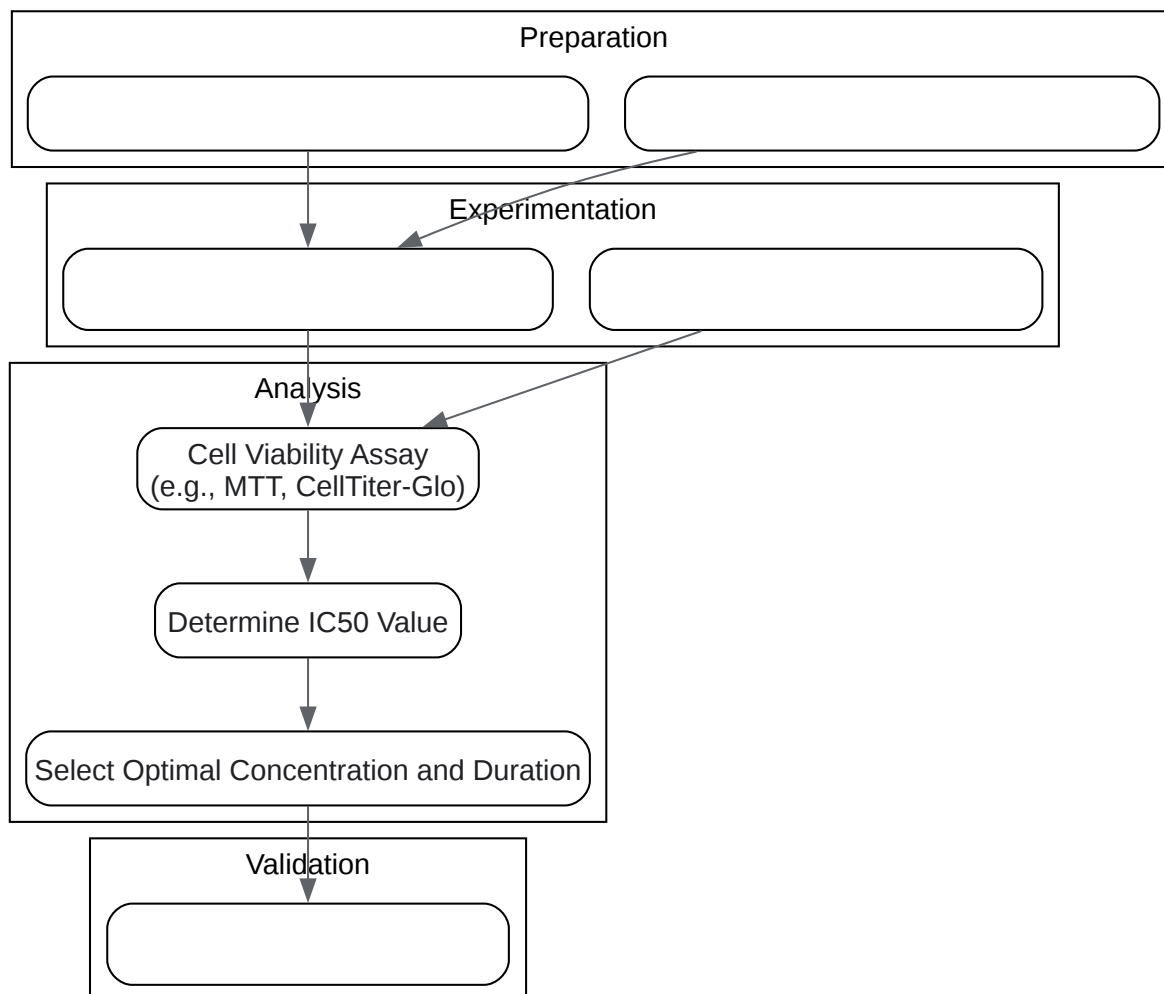 Preparation
Experimentation
Analysis
Cell Viability Assay
(e.g., MTT, CellTiter-Glo)
Determine IC50 Value
Select Optimal Concentration and Duration
Validation